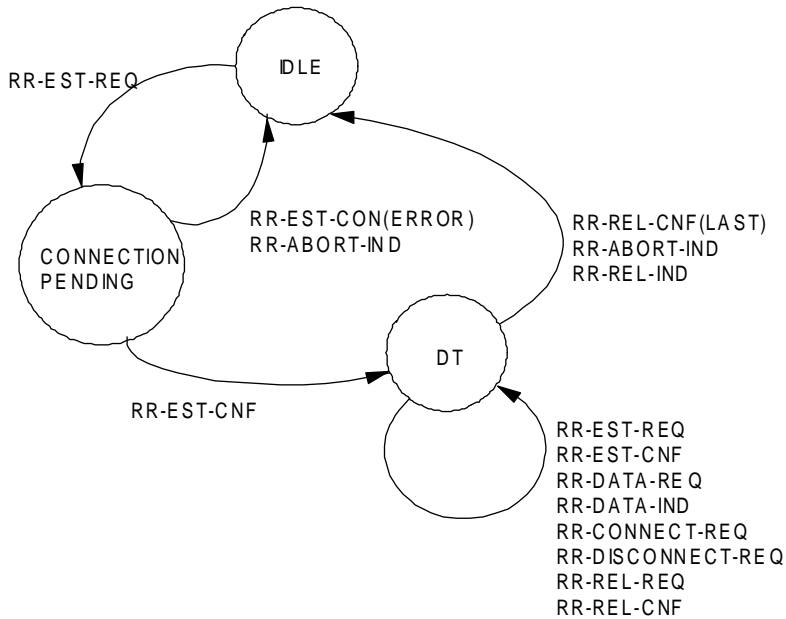 IDLE
RR-EST-REQ
RR-EST-CON(ERROR)
RR-ABORT-IND
RR-REL-CNF(LAST)
RR-ABORT-IND
RR-REL-IND
CONNECTION
PENDING
DT
RR-EST-CNF
RR-EST-REQ
RR-EST-CNF
RR-DATA-REQ
RR-DATA-IND
RR-CONNECT-REQ
RR-DISCONNECT-REQ
RR-REL-REQ
RR-REL-CNF